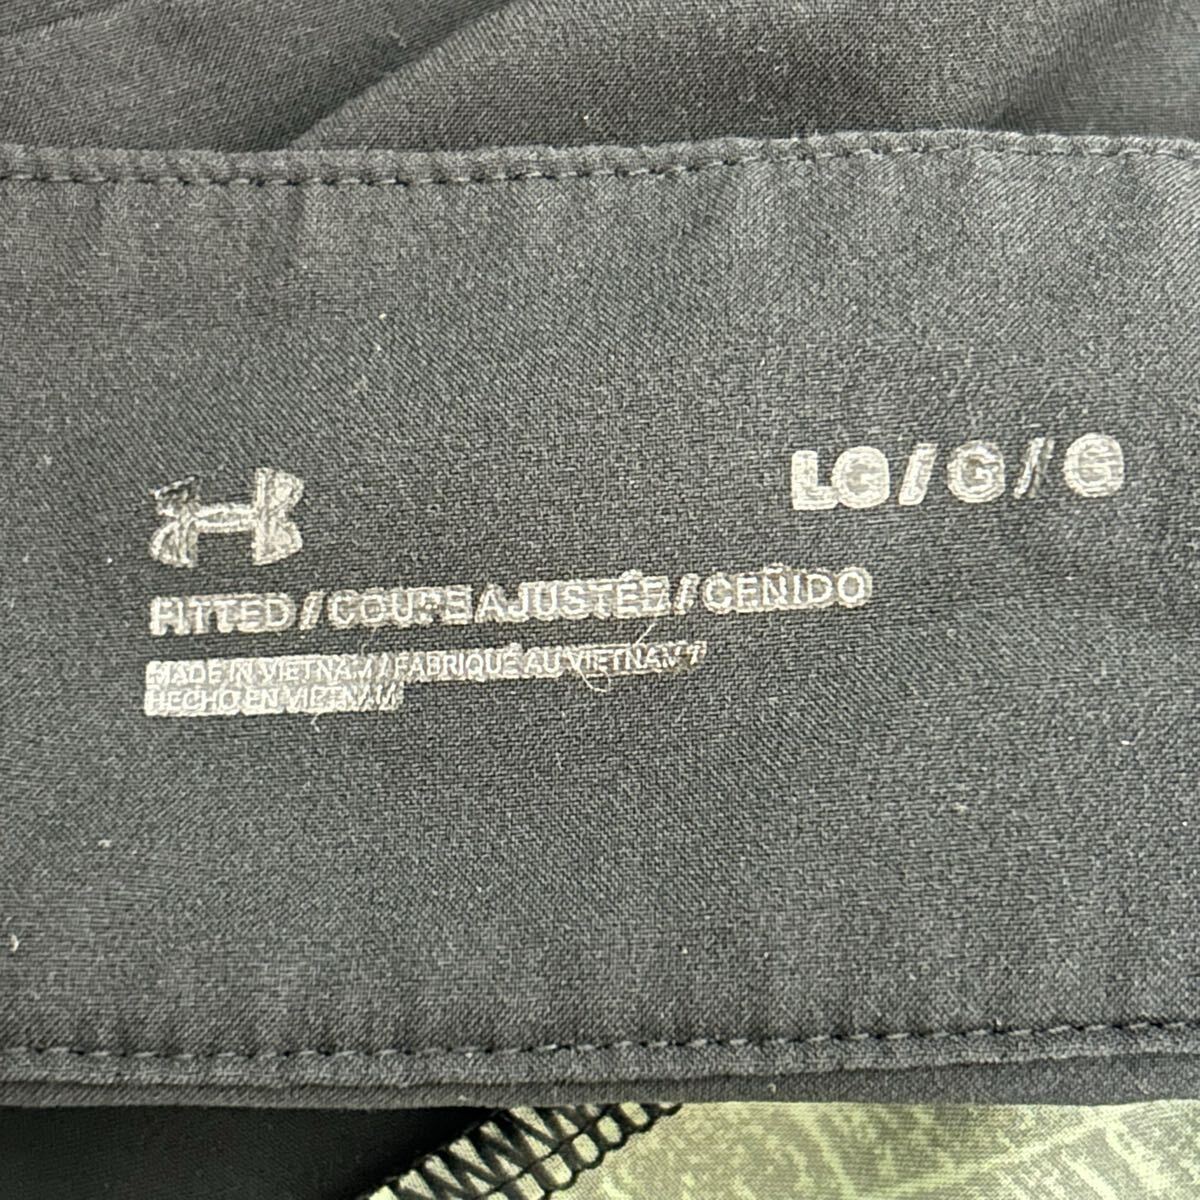 LG/G/G
FITTED/COUPE AJUSTÉE/CEÑIDO
MADE IN VIETNAM/FABRIQUÉ AU VIETNAM/
HECHO EN VIETNAM